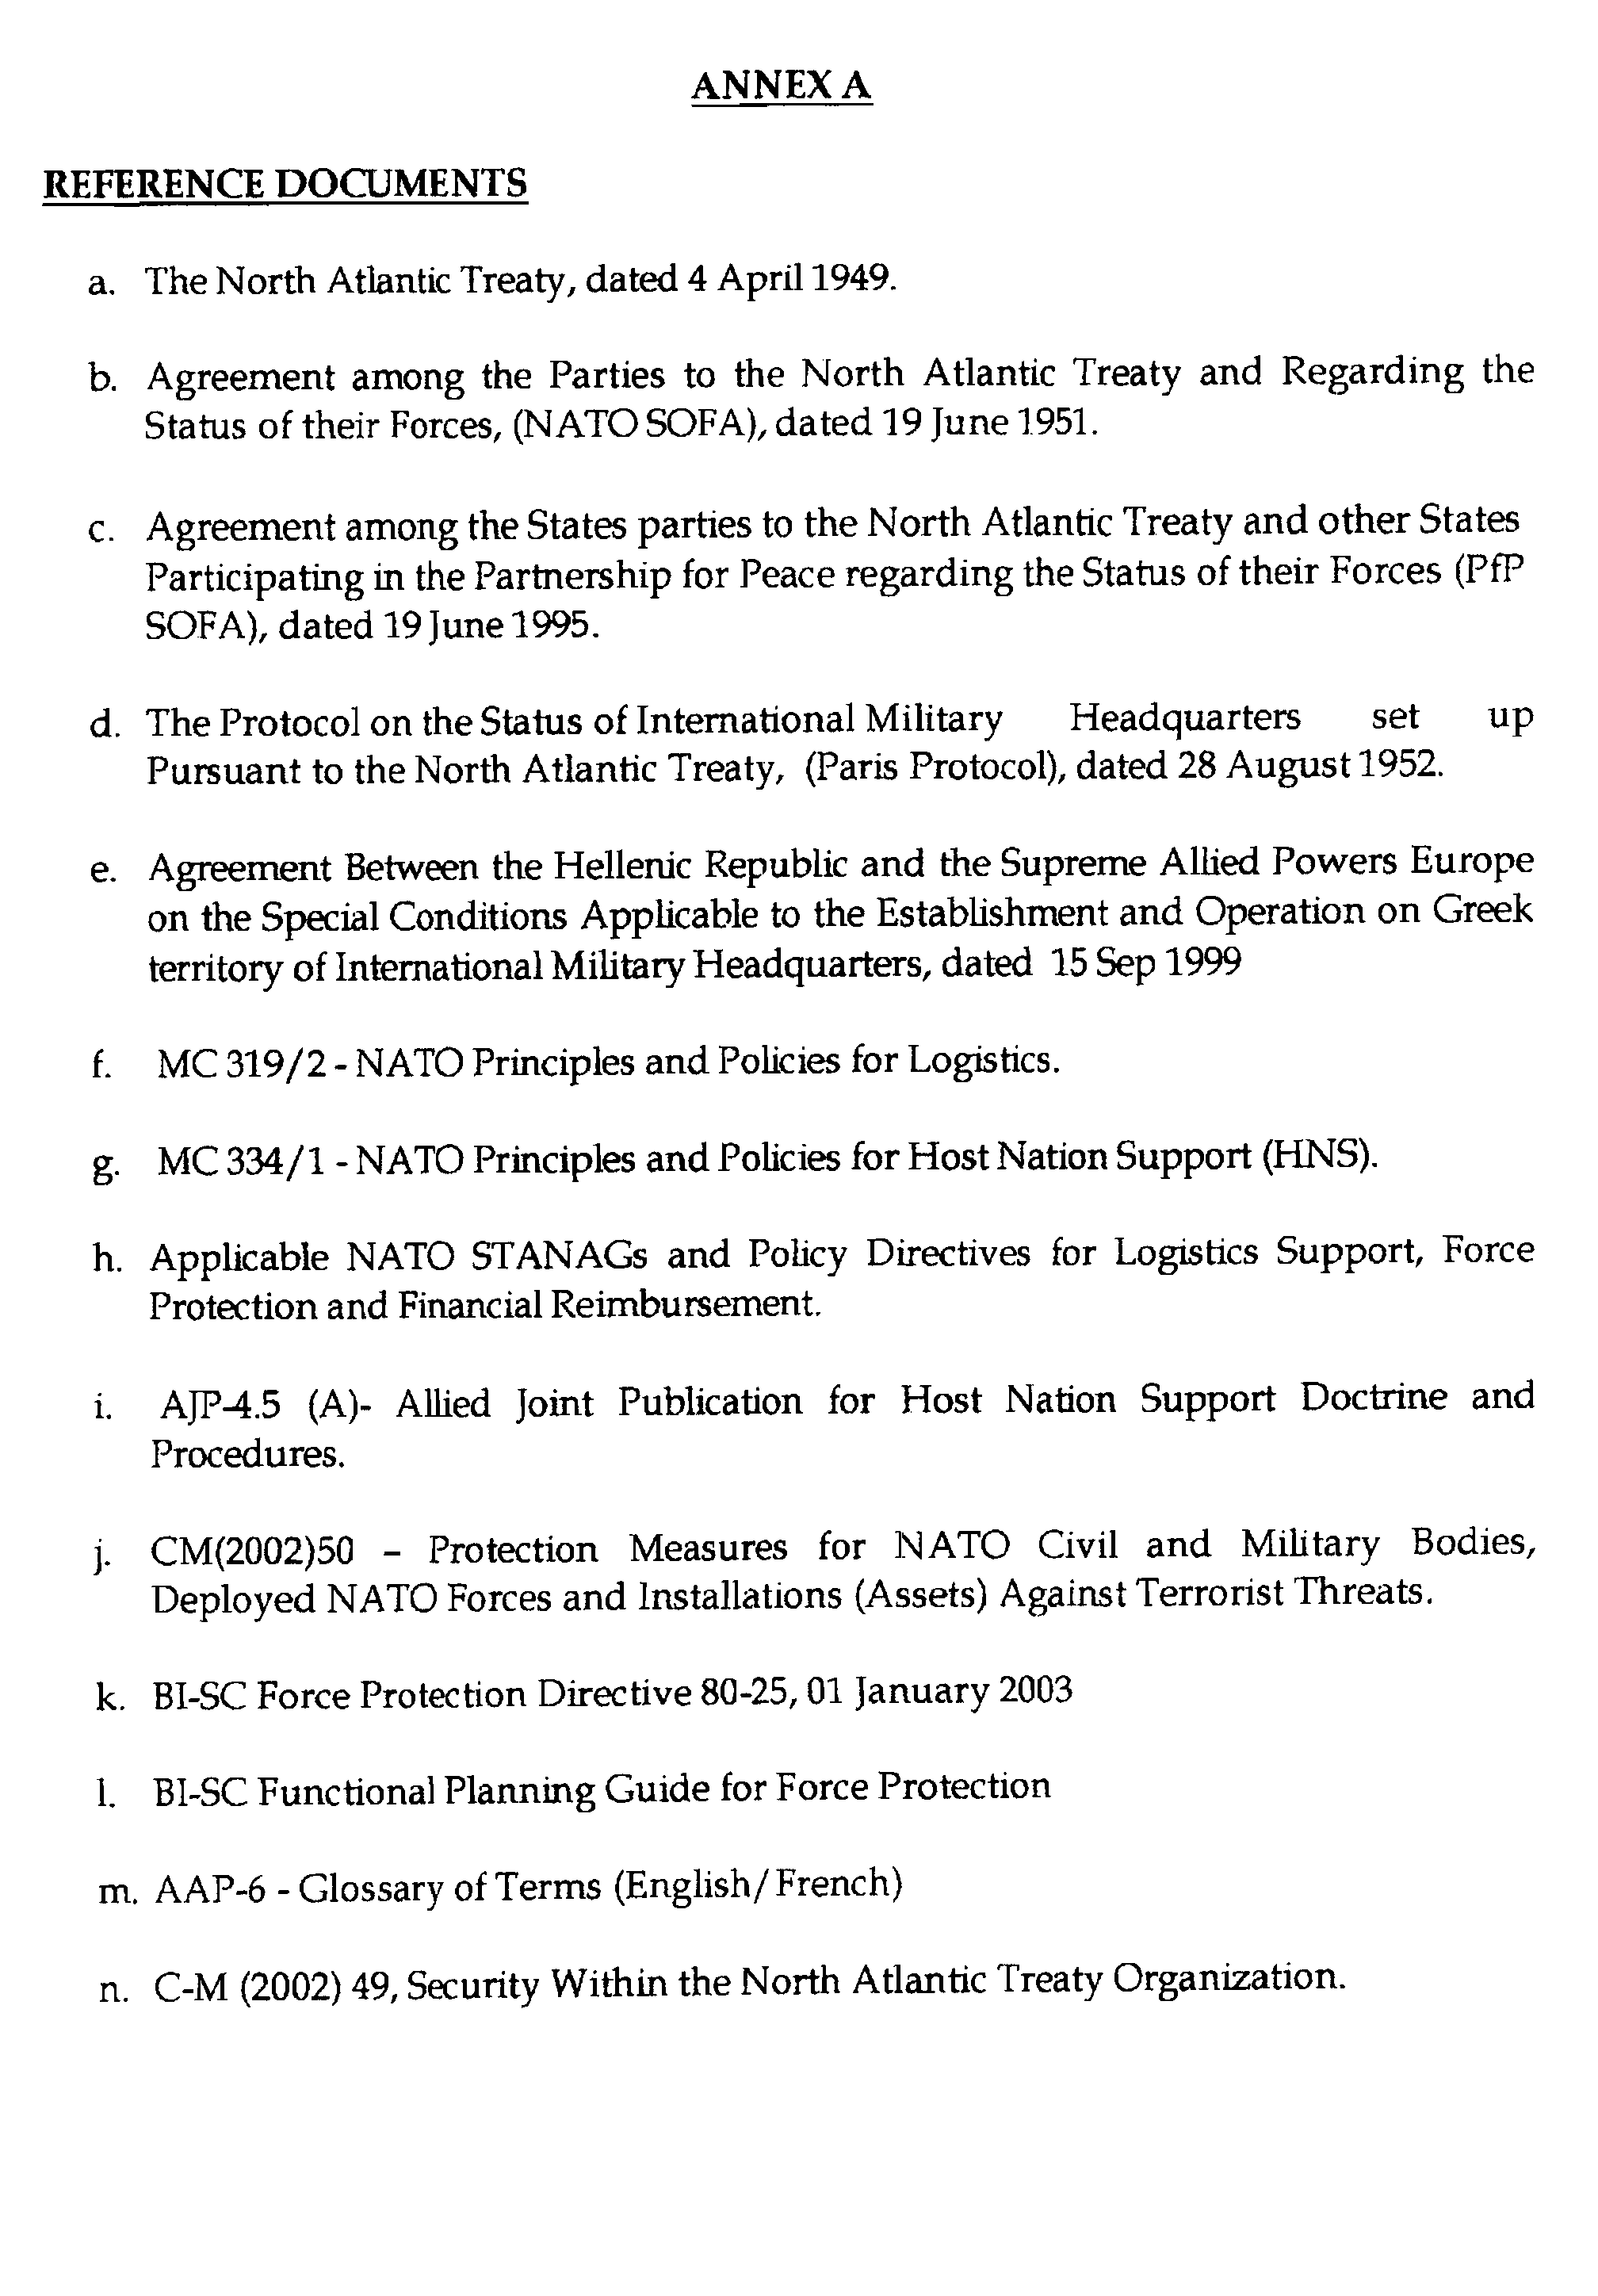 ANNEX A
REFERENCE DOCUMENTS
a. The North Atlantic Treaty, dated 4 April 1949.
b. Agreement among the Parties to the North Atlantic Treaty and Regarding the
Status of their Forces, (NATO SOFA), dated 19 June 1951.
c. Agreement among the States parties to the North Atlantic Treaty and other States
Participating in the Partnership for Peace regarding the Status of their Forces (PfP
SOFA), dated 19 June 1995.
d. The Protocol on the Status of International Military Headquarters set up
Pursuant to the North Atlantic Treaty, (Paris Protocol), dated 28 August 1952.
e. Agreement Between the Hellenic Republic and the Supreme Allied Powers Europe
on the Special Conditions Applicable to the Establishment and Operation on Greek
territory of International Military Headquarters, dated 15 Sep 1999
f. MC 319/2 - NATO Principles and Policies for Logistics.
g. MC 334/1 - NATO Principles and Policies for Host Nation Support (HNS).
h. Applicable NATO STANAGs and Policy Directives for Logistics Support, Force
Protection and Financial Reimbursement.
i. AJP-4.5 (A)- Allied Joint Publication for Host Nation Support Doctrine and
Procedures.
j. CM(2002)50 – Protection Measures for NATO Civil and Military Bodies,
Deployed NATO Forces and Installations (Assets) Against Terrorist Threats.
k. BI-SC Force Protection Directive 80-25, 01 January 2003
l. BI-SC Functional Planning Guide for Force Protection
m. AAP-6 - Glossary of Terms (English/French)
n. C-M (2002) 49, Security Within the North Atlantic Treaty Organization.